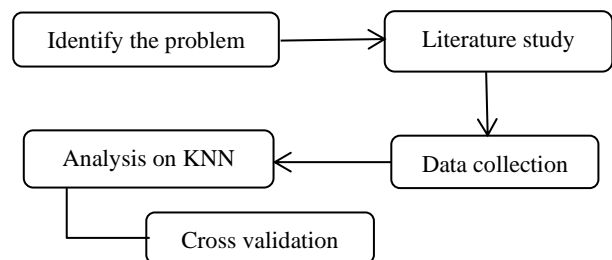 Identify the problem
Literature study
Data collection
Analysis on KNN
Cross validation